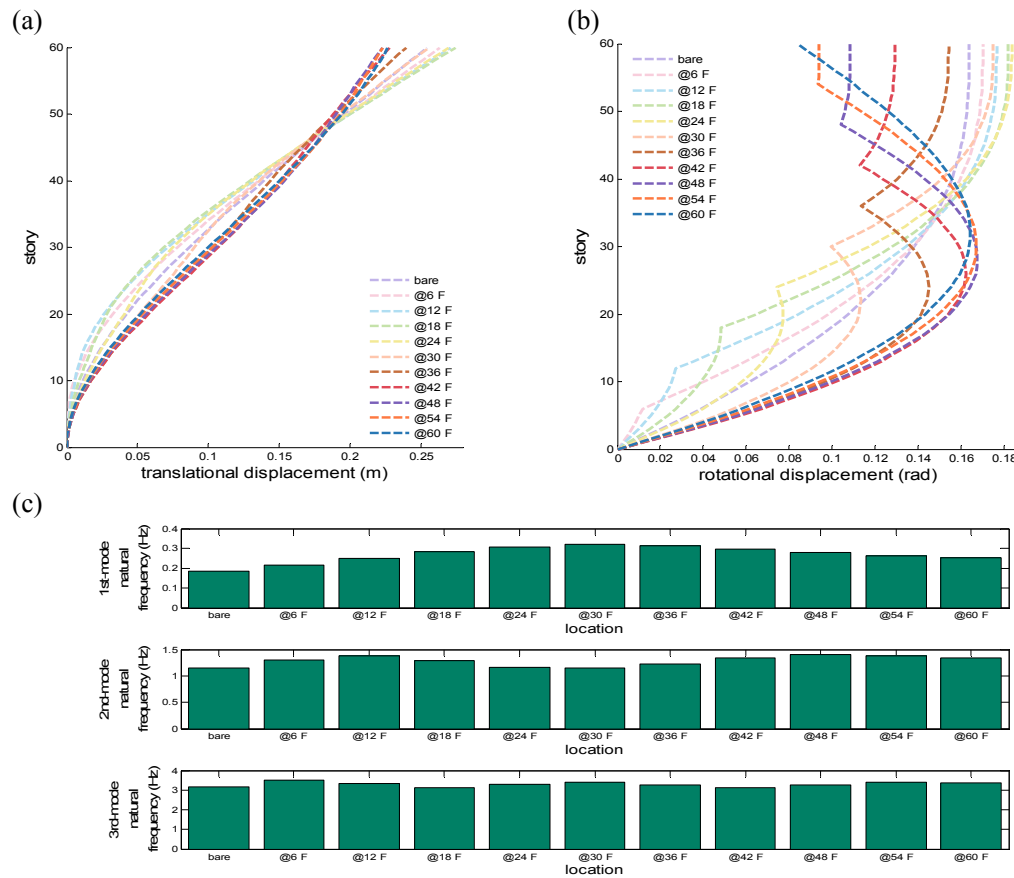 (a)
60
50
40
30
20
10
0
story
0
0.05
0.1
0.15
0.2
0.25
translational displacement (m)
bare
@6 F
@12 F
@18 F
@24 F
@30 F
@36 F
@42 F
@48 F
@54 F
@60 F
(b)
60
50
40
30
20
10
0
story
0
0.02
0.04
0.06
0.08
0.1
0.12
0.14
0.16
0.18
rotational displacement (rad)
bare
@6 F
@12 F
@18 F
@24 F
@30 F
@36 F
@42 F
@48 F
@54 F
@60 F
(c)
1st-mode
natural
frequency (Hz)
0.4
0.3
0.2
0.1
0
bare @6 F @12 F @18 F @24 F @30 F @36 F @42 F @48 F @54 F @60 F
location
2nd-mode
natural
frequency (Hz)
1.5
1
0.5
0
bare @6 F @12 F @18 F @24 F @30 F @36 F @42 F @48 F @54 F @60 F
location
3rd-mode
natural
frequency (Hz)
4
3
2
1
0
bare @6 F @12 F @18 F @24 F @30 F @36 F @42 F @48 F @54 F @60 F
location